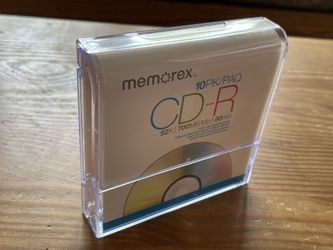 memorex
10PK/PAQ
CD-R
52X | 700MB/Mo | 80min